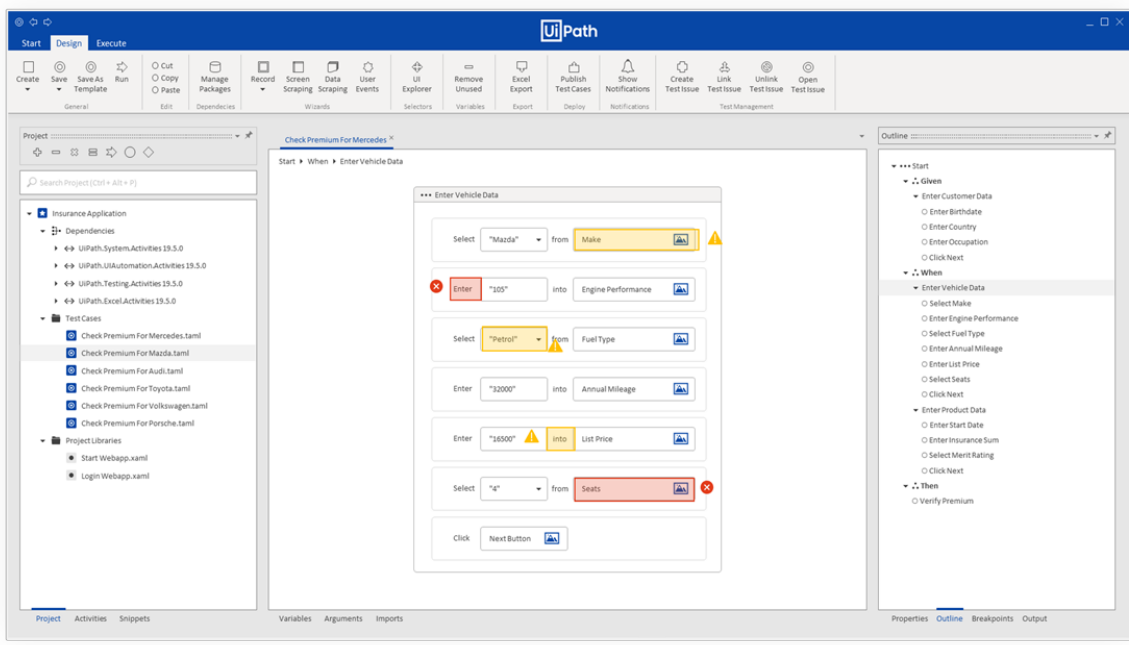 UiPath
Start Design Execute
Create Save Save As Template Run
Cut
Copy
Paste
Manage Packages
Record Screen Scraping Data Scraping User Events
UI Explorer
Remove Unused
Excel Export
Publish Test Cases
Show Notifications
Create Test Issue Link Test Issue Unlink Test Issue Open Test Issue
General Edit Dependecies Wizards Selectors Variables Export Deploy Notifications Test Management
Project
Search Project (Ctrl + Alt + P)
Insurance Application
Dependencies
UiPath.System.Activities 19.5.0
UiPath.UIAutomation.Activities 19.5.0
UiPath.Testing.Activities 19.5.0
UiPath.Excel.Activities 19.5.0
Test Cases
Check Premium For Mercedes.taml
Check Premium For Mazda.taml
Check Premium For Audi.taml
Check Premium For Toyota.taml
Check Premium For Volkswagen.taml
Check Premium For Porsche.taml
Project Libraries
Start Webapp.xaml
Login Webapp.xaml
Project Activities Snippets
Check Premium For Mercedes
Start When Enter Vehicle Data
Enter Vehicle Data
Select "Mazda" from Make
Enter "105" into Engine Performance
Select "Petrol" from Fuel Type
Enter "32000" into Annual Mileage
Enter "16500" into List Price
Select "4" from Seats
Click Next Button
Variables Arguments Imports
Outline
Start
Given
Enter Customer Data
Enter Birthdate
Enter Country
Enter Occupation
Click Next
When
Enter Vehicle Data
Select Make
Enter Engine Performance
Select Fuel Type
Enter Annual Mileage
Enter List Price
Select Seats
Click Next
Enter Product Data
Enter Start Date
Enter Insurance Sum
Select Merit Rating
Click Next
Then
Verify Premium
Properties Outline Breakpoints Output